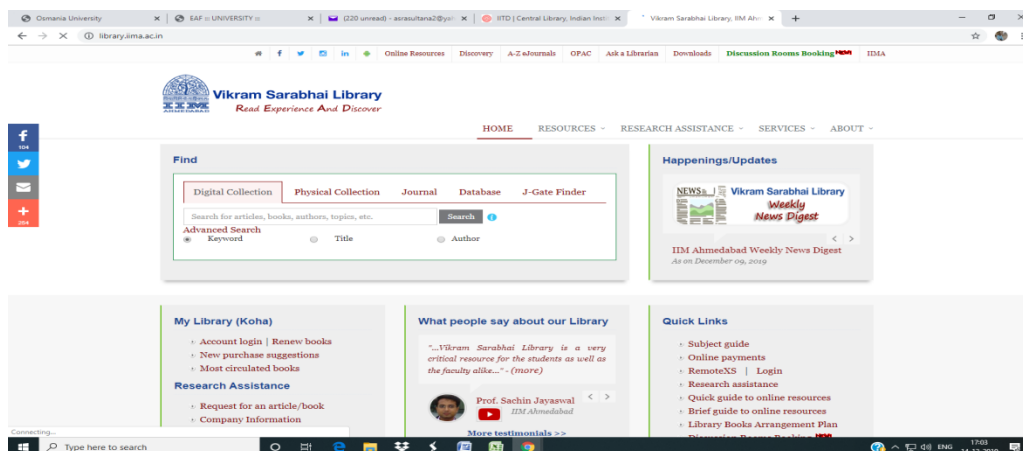 Osmania University
EAF :: UNIVERSITY ::
(220 unread) - asrasultana2@yah
IITD | Central Library, Indian Instit
Vikram Sarabhai Library, IIM Ahm
library.iima.ac.in
Online Resources Discovery A-Z eJournals OPAC Ask a Librarian Downloads Discussion Rooms Booking NEW IIMA
IIM
AHMEDABAD
Vikram Sarabhai Library
Read Experience And Discover
HOME RESOURCES RESEARCH ASSISTANCE SERVICES ABOUT
104
284
Find
Digital Collection Physical Collection Journal Database J-Gate Finder
Search for articles, books, authors, topics, etc. Search
Advanced Search
Keyword Title Author
Happenings/Updates
NEWS Vikram Sarabhai Library
Weekly
News Digest
IIM Ahmedabad Weekly News Digest
As on December 09, 2019
My Library (Koha)
Account login | Renew books
New purchase suggestions
Most circulated books
Research Assistance
Request for an article/book
Company Information
What people say about our Library
"...Vikram Sarabhai Library is a very
critical resource for the students as well as
the faculty alike..." - (more)
Prof. Sachin Jayaswal
IIM Ahmedabad
More testimonials >>
Quick Links
Subject guide
Online payments
RemoteXS | Login
Research assistance
Quick guide to online resources
Brief guide to online resources
Library Books Arrangement Plan
Discussion Rooms Booking NEW
Connecting...
Type here to search
ENG
17:03
14-12-2019